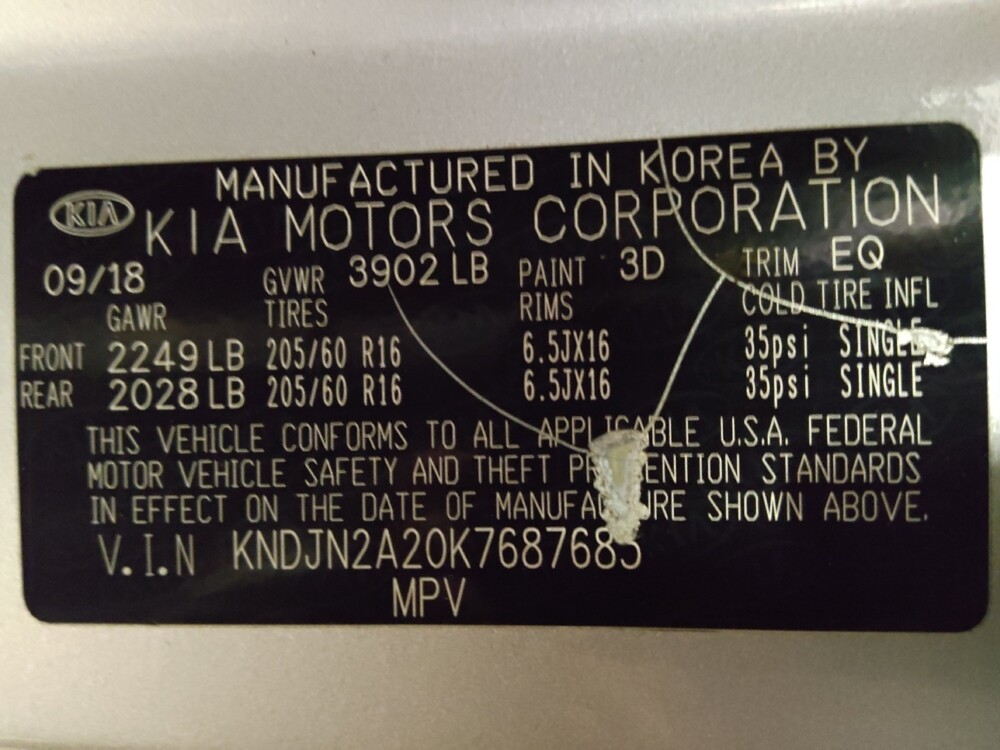 MANUFACTURED IN KOREA BY
KIA KIA MOTORS CORPORATION
09/18 GVWR 3902 LB PAINT 3D TRIM EQ
GAWR TIRES RIMS COLD TIRE INFL
FRONT 2249 LB 205/60 R16 6.5JX16 35psi SINGLE
REAR 2028 LB 205/60 R16 6.5JX16 35psi SINGLE
THIS VEHICLE CONFORMS TO ALL APPLICABLE U.S.A. FEDERAL
MOTOR VEHICLE SAFETY AND THEFT PREVENTION STANDARDS
IN EFFECT ON THE DATE OF MANUFACTURE SHOWN ABOVE.
V.I.N KNDJN2A20K7687685
MPV